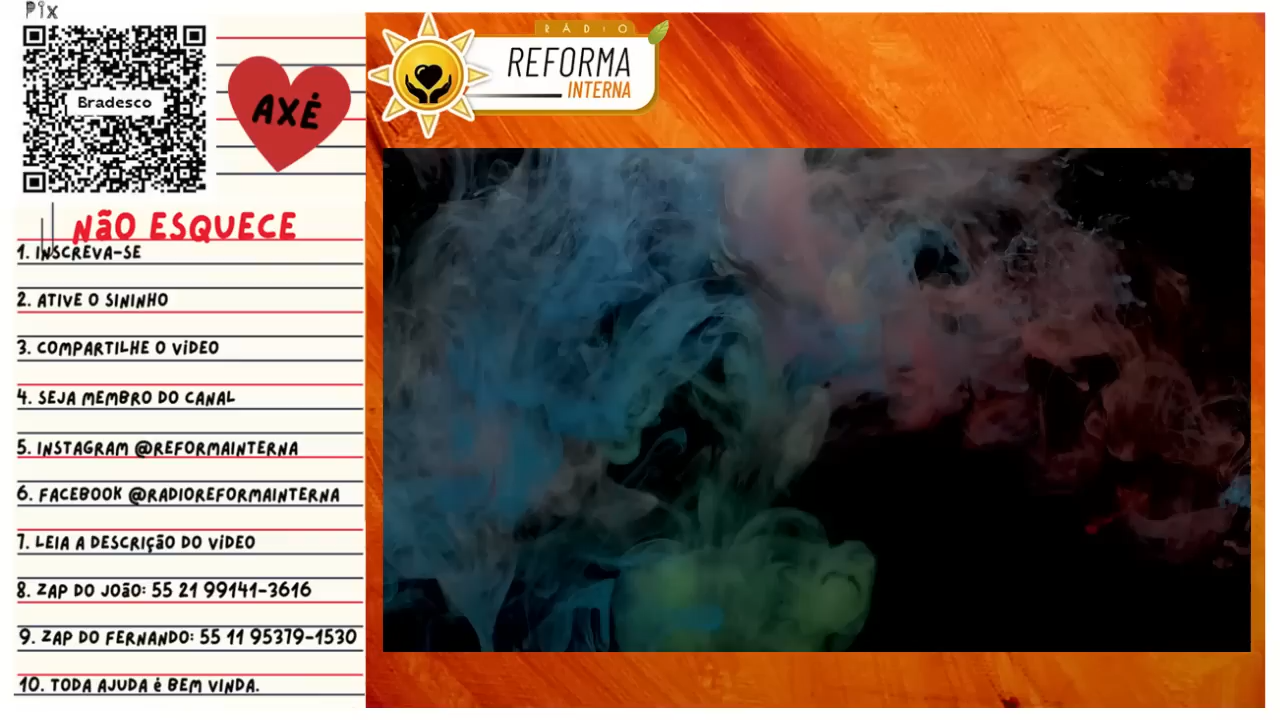 Pix
Bradesco
AXÉ
NÃO ESQUECE
1. INSCREVA-SE
2. ATIVE O SININHO
3. COMPARTILHE O VÍDEO
4. SEJA MEMBRO DO CANAL
5. INSTAGRAM @REFORMAINTERNA
6. FACEBOOK @RADIOREFORMAINTERNA
7. LEIA A DESCRIÇÃO DO VÍDEO
8. ZAP DO JOÃO: 55 21 99141-3616
9. ZAP DO FERNANDO: 55 11 95379-1530
10. TODA AJUDA É BEM VINDA.
RÁDIO
REFORMA
INTERNA